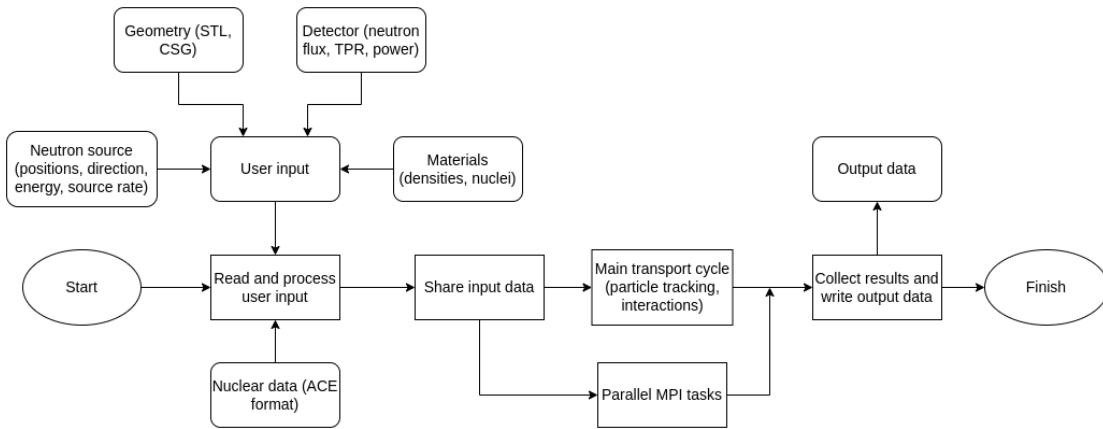 Geometry (STL,
CSG)
Detector (neutron
flux, TPR, power)
Neutron source
(positions, direction,
energy, source rate)
User input
Materials
(densities, nuclei)
Output data
Start
Read and process
user input
Share input data
Main transport cycle
(particle tracking,
interactions)
Collect results and
write output data
Finish
Nuclear data (ACE
format)
Parallel MPI tasks